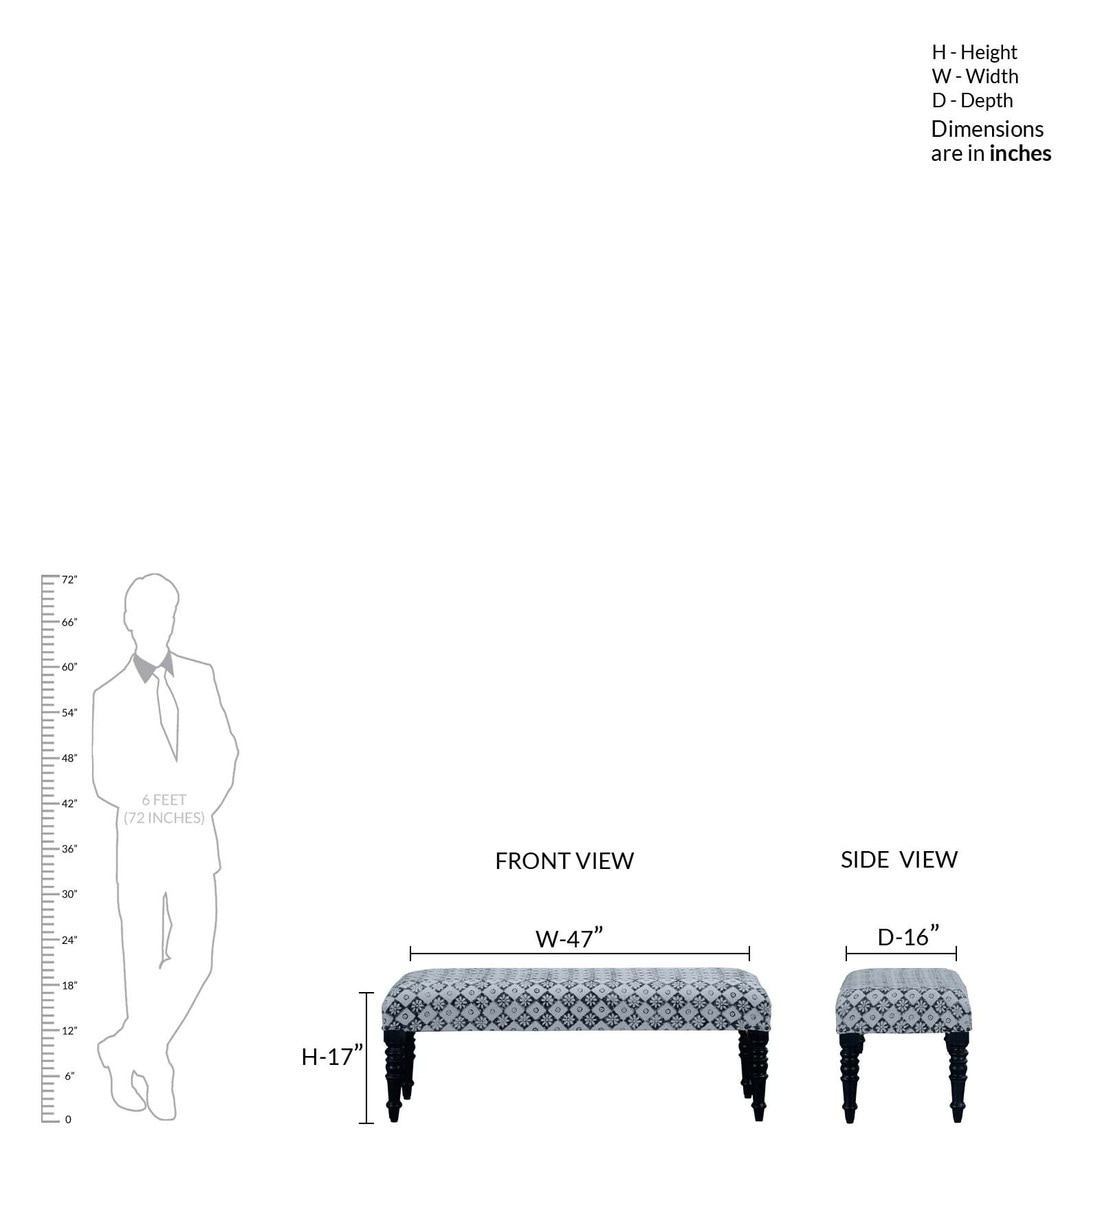 H - Height
W - Width
D - Depth
Dimensions
are in inches
72"
66"
60"
54"
48"
42"
36"
30"
24"
18"
12"
6"
0
6 FEET
(72 INCHES)
FRONT VIEW
W-47”
H-17”
SIDE VIEW
D-16”